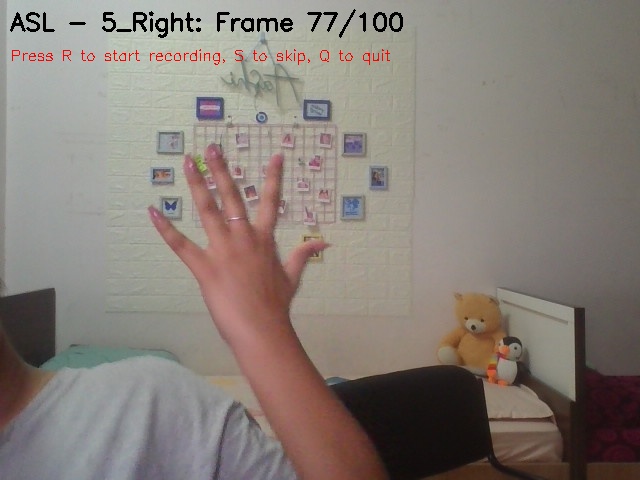 ASL - 5_Right: Frame 77/100
Press R to start recording, S to skip, Q to quit